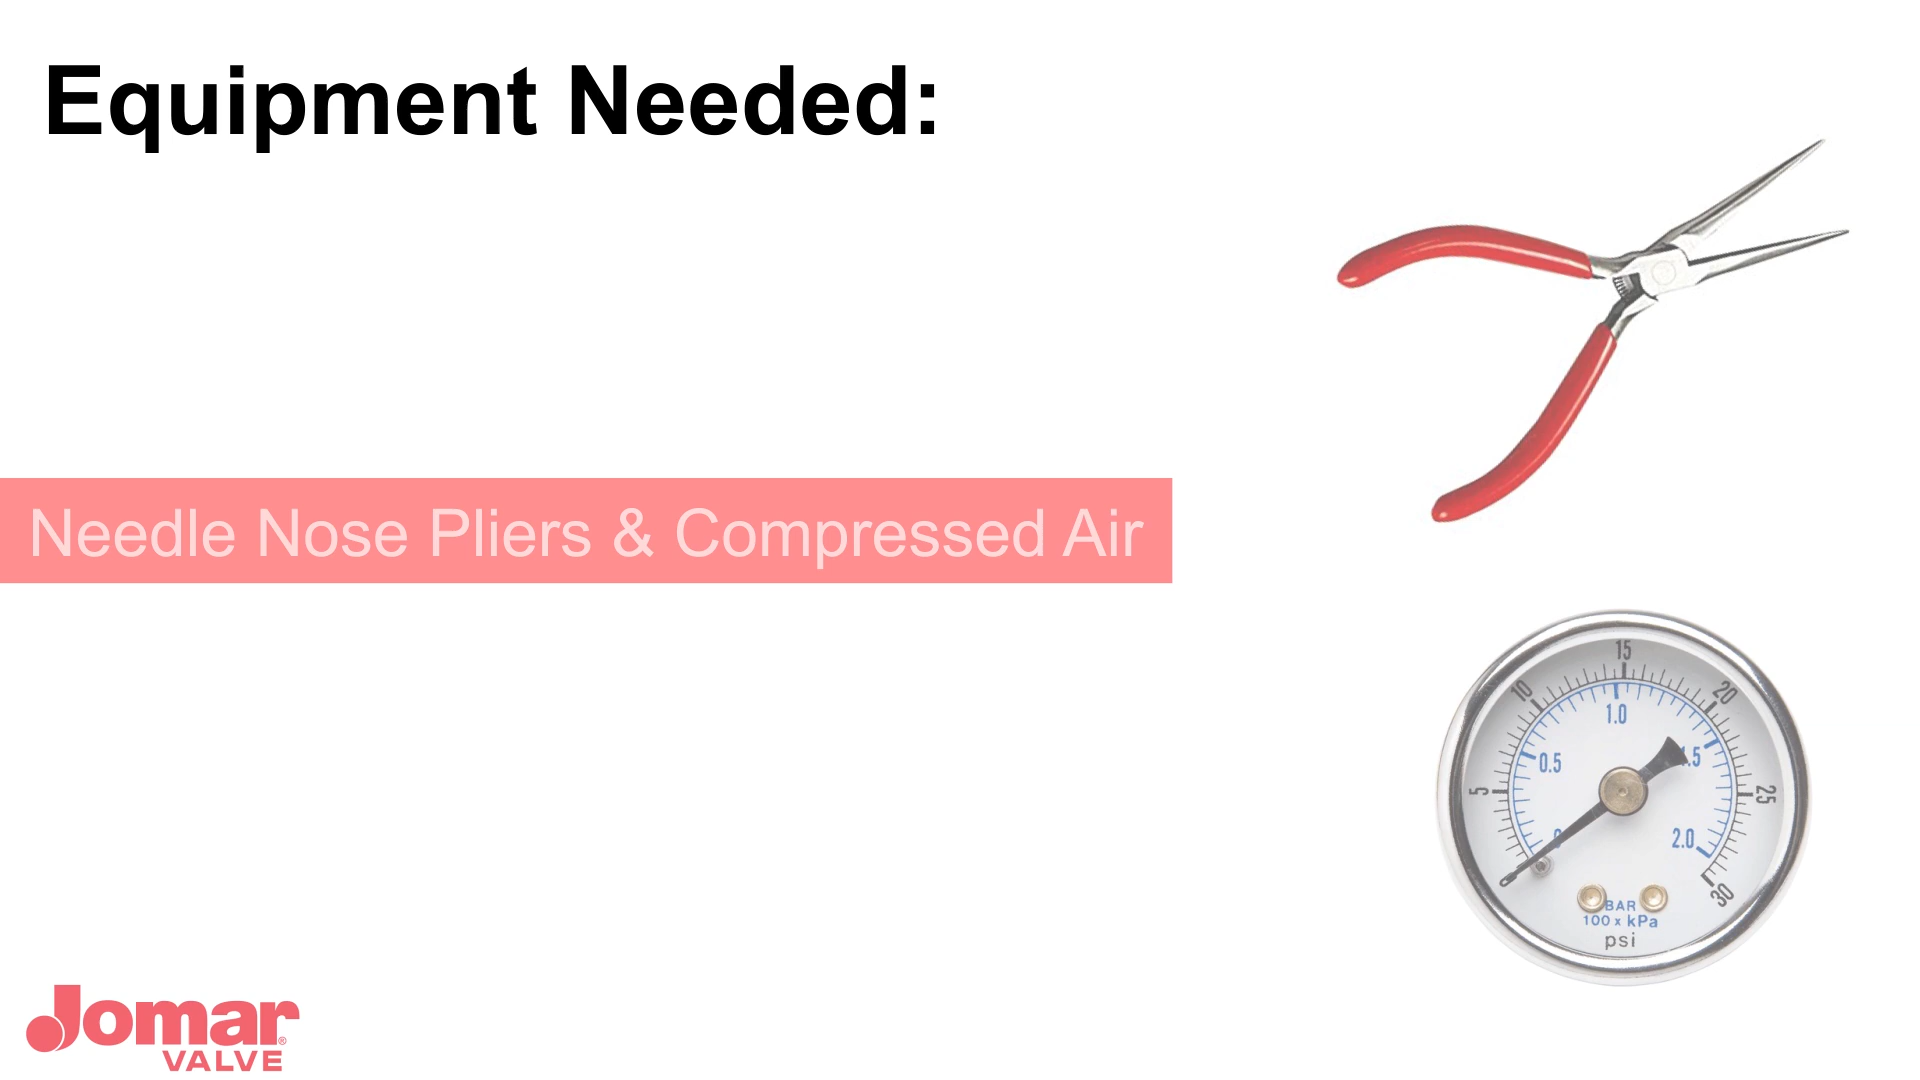 Equipment Needed:
Needle Nose Pliers & Compressed Air
15
10
20
1.0
0.5
5
25
2.0
30
BAR
100 x kPa
psi
Jomar®
VALVE